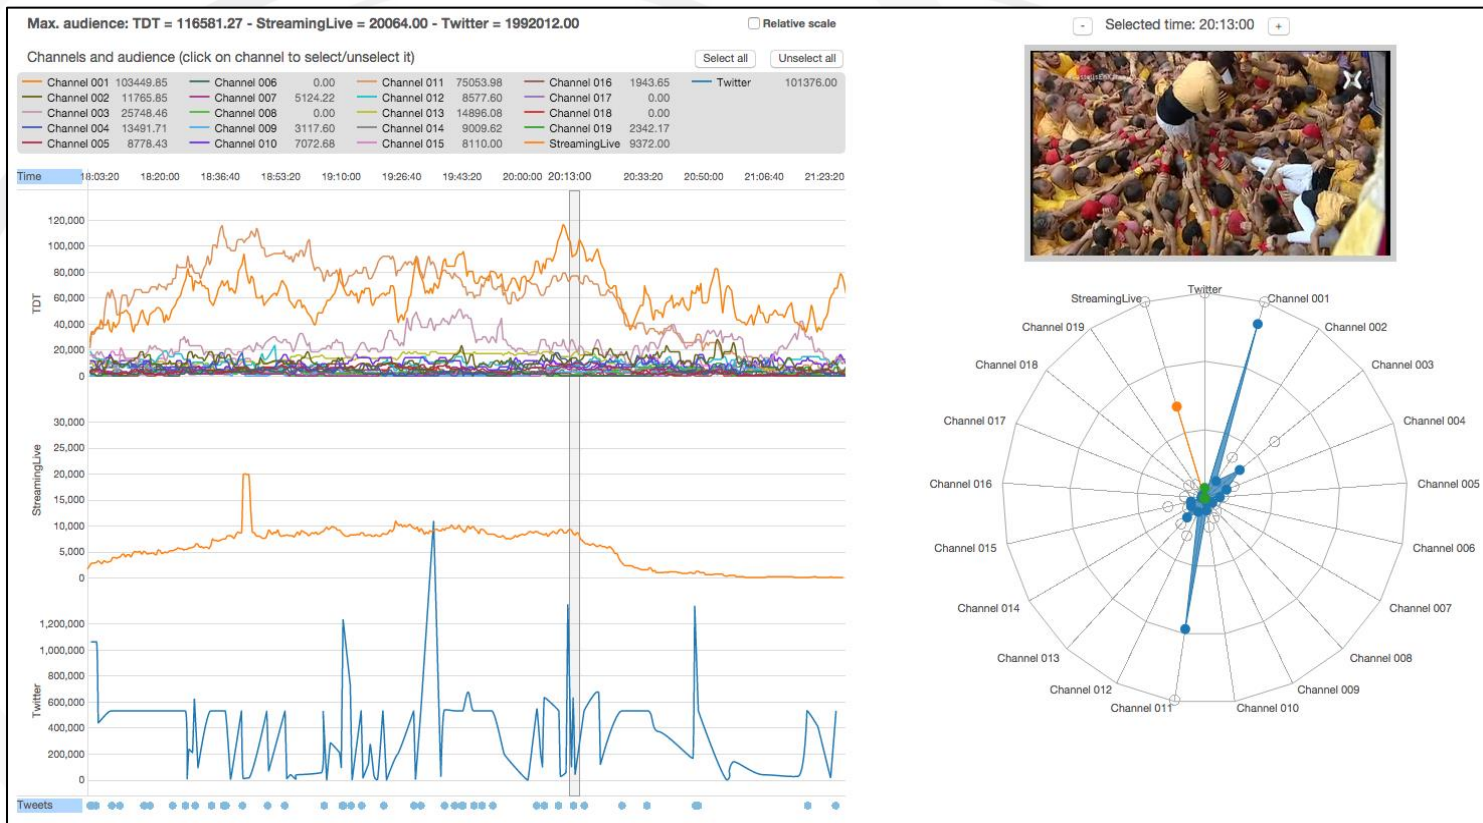 Max. audience: TDT = 116581.27 - StreamingLive = 20064.00 - Twitter = 1992012.00
Relative scale
Channels and audience (click on channel to select/unselect it)
Select all
Unselect all
Channel 001 103449.85 Channel 006 0.00 Channel 011 75053.98 Channel 016 1943.65 Twitter 101376.00
Channel 002 11765.85 Channel 007 5124.22 Channel 012 8577.60 Channel 017 0.00
Channel 003 25748.46 Channel 008 0.00 Channel 013 14896.08 Channel 018 0.00
Channel 004 13491.71 Channel 009 3117.60 Channel 014 9009.62 Channel 019 2342.17
Channel 005 8778.43 Channel 010 7072.68 Channel 015 8110.00 StreamingLive 9372.00
Time 18:03:20 18:20:00 18:36:40 18:53:20 19:10:00 19:26:40 19:43:20 20:00:00 20:13:00 20:33:20 20:50:00 21:06:40 21:23:20
TDT
120,000
100,000
80,000
60,000
40,000
20,000
0
StreamingLive
30,000
25,000
20,000
15,000
10,000
5,000
0
Twitter
1,200,000
1,000,000
800,000
600,000
400,000
200,000
0
Tweets
- Selected time: 20:13:00 +
Twitter
Channel 001
Channel 002
Channel 003
Channel 004
Channel 005
Channel 006
Channel 007
Channel 008
Channel 009
Channel 010
Channel 011
Channel 012
Channel 013
Channel 014
Channel 015
Channel 016
Channel 017
Channel 018
Channel 019
StreamingLive